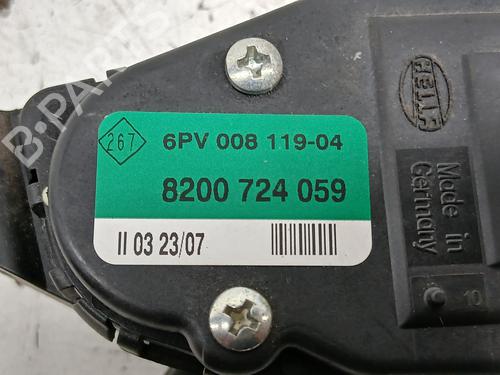 267
6PV 008 119-04
8200 724 059
II 03 23/07
HELLA
Made in
Germany
10
B-PARTS